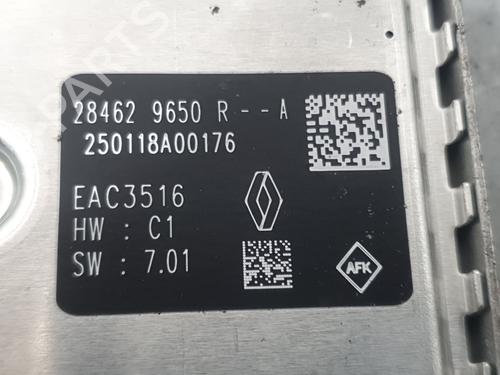 28462 9650 R--A
250118A00176
EAC3516
HW : C1
SW : 7.01
AFK